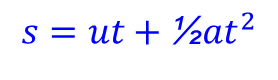 s = ut + ½at²